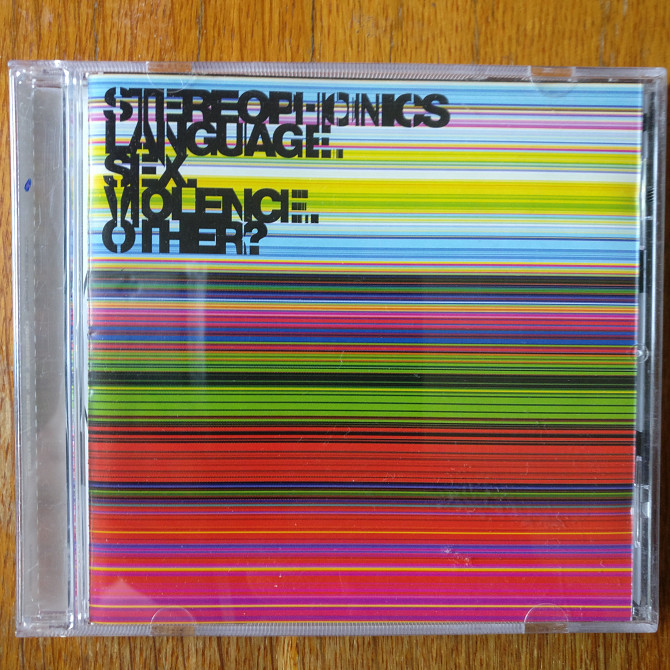 STEREOPHONICS
LANGUAGE.
SEX.
VIOLENCE.
OTHER?